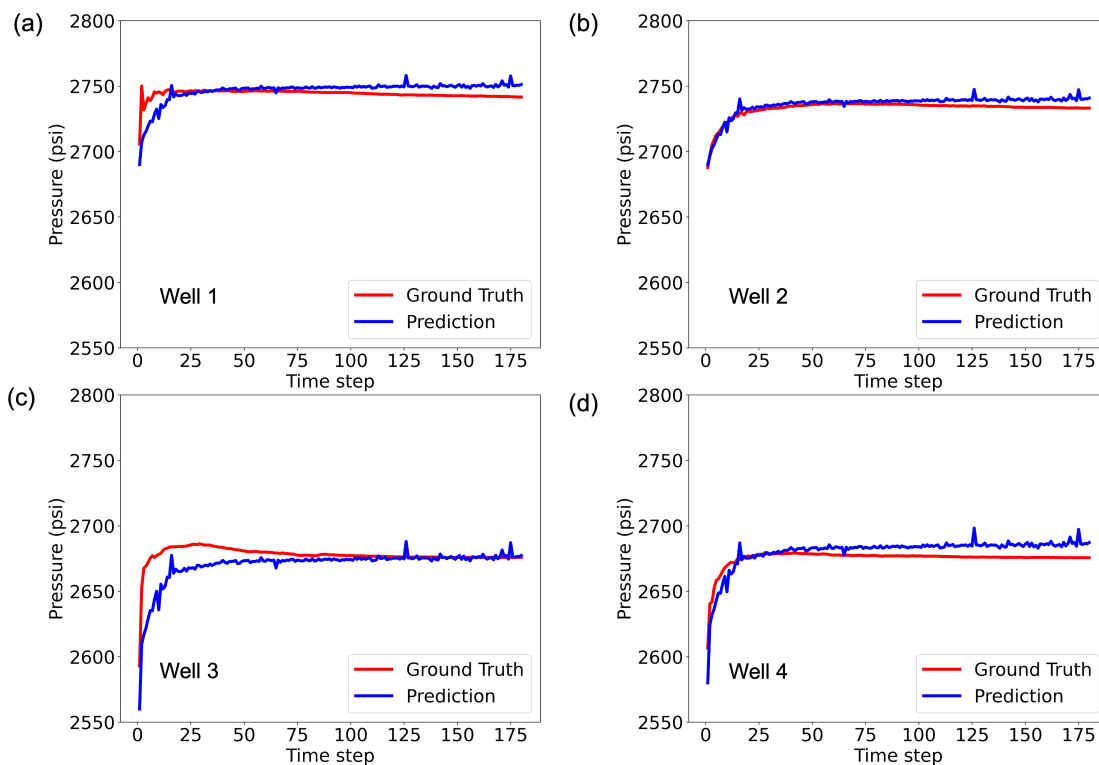 (a)
2800
2750
2700
2650
2600
2550
Pressure (psi)
Well 1
Ground Truth
Prediction
0 25 50 75 100 125 150 175
Time step
(b)
2800
2750
2700
2650
2600
2550
Pressure (psi)
Well 2
Ground Truth
Prediction
0 25 50 75 100 125 150 175
Time step
(c)
2800
2750
2700
2650
2600
2550
Pressure (psi)
Well 3
Ground Truth
Prediction
0 25 50 75 100 125 150 175
Time step
(d)
2800
2750
2700
2650
2600
2550
Pressure (psi)
Well 4
Ground Truth
Prediction
0 25 50 75 100 125 150 175
Time step